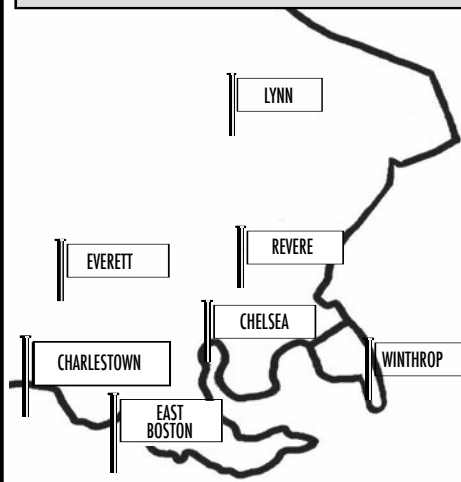 LYNN
REVERE
EVERETT
CHELSEA
CHARLESTOWN
WINTHROP
EAST
BOSTON